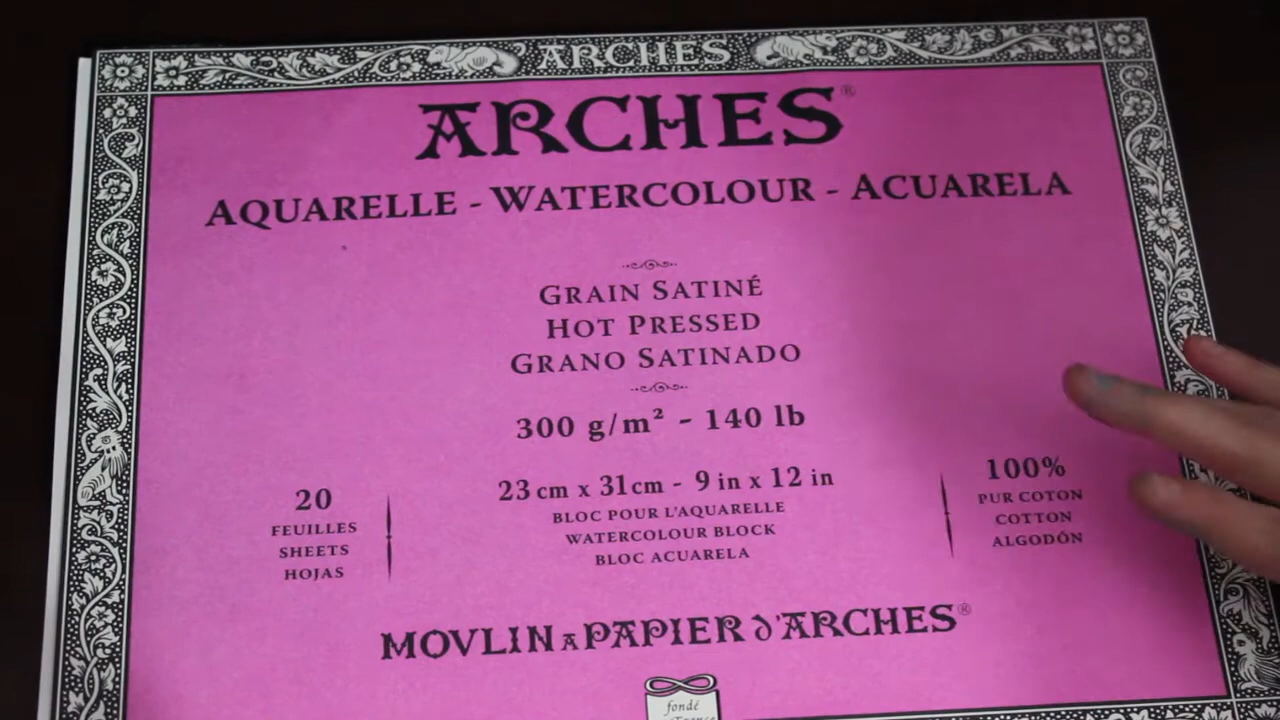 ARCHES
ARCHES®
AQUARELLE - WATERCOLOUR - ACUARELA
GRAIN SATINÉ
HOT PRESSED
GRANO SATINADO
300 g/m² - 140 lb
23 cm x 31 cm - 9 in x 12 in
BLOC POUR L'AQUARELLE
WATERCOLOUR BLOCK
BLOC ACUARELA
20
FEUILLES
SHEETS
HOJAS
100%
PUR COTON
COTTON
ALGODÓN
MOVLIN A PAPIER d'ARCHES®
fondé